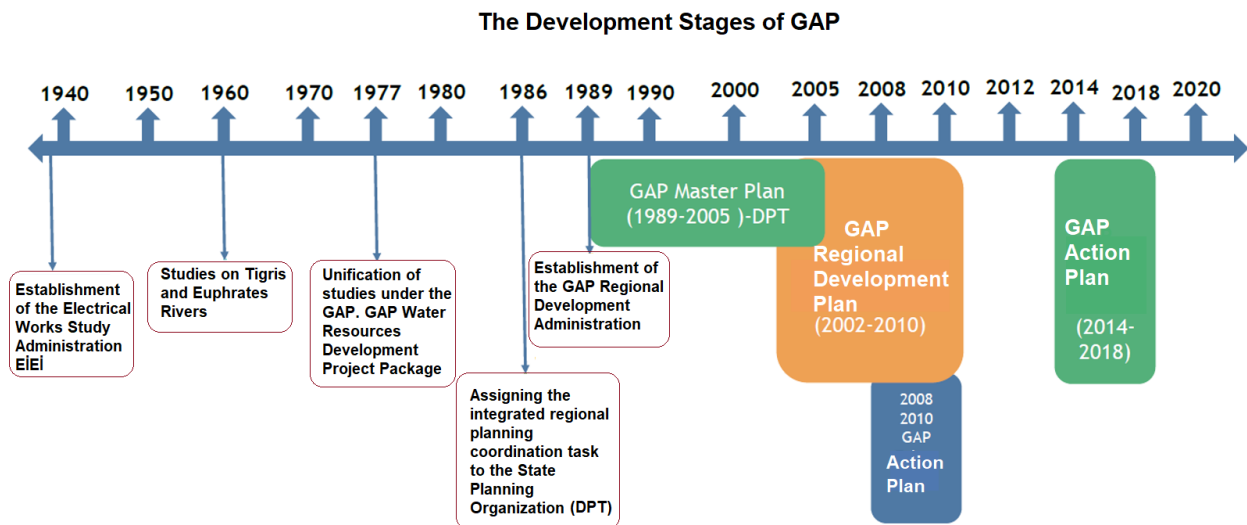 The Development Stages of GAP
1940 1950 1960 1970 1977 1980 1986 1989 1990 2000 2005 2008 2010 2012 2014 2018 2020
Establishment
of the Electrical
Works Study
Administration
EİEİ
Studies on Tigris
and Euphrates
Rivers
Unification of
studies under the
GAP. GAP Water
Resources
Development
Project Package
Assigning the
integrated regional
planning
coordination task
to the State
Planning
Organization (DPT)
Establishment of
the GAP Regional
Development
Administration
GAP Master Plan
(1989-2005 )-DPT
GAP
Regional
Development
Plan
(2002-2010)
2008
2010
GAP
Action
Plan
GAP
Action
Plan
(2014-
2018)